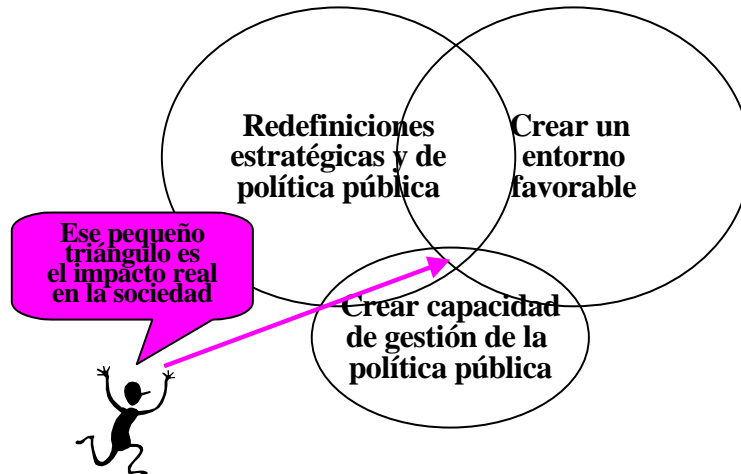 Redefiniciones
estratégicas y de
política pública
Crear un
entorno
favorable
Ese pequeño
triángulo es
el impacto real
en la sociedad
Crear capacidad
de gestión de la
política pública